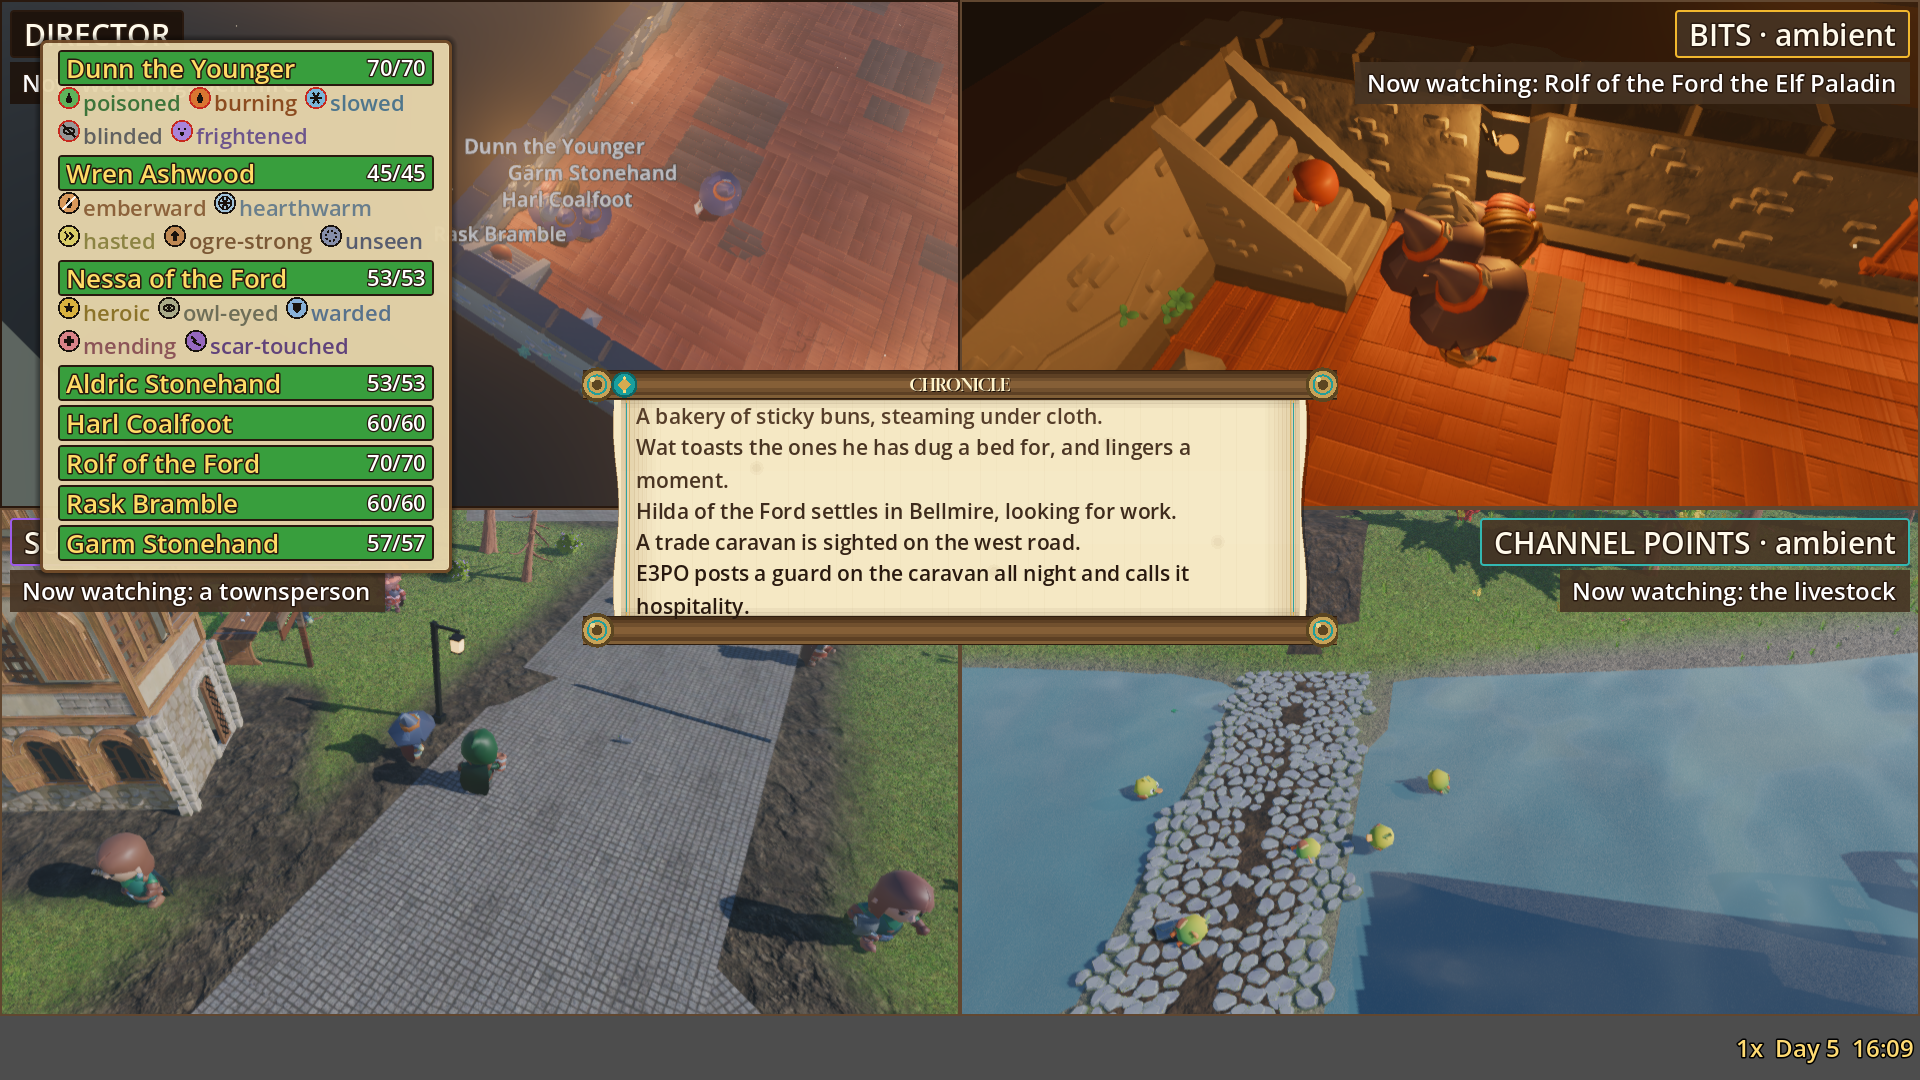 DIRECTOR
No
Dunn the Younger 70/70
poisoned burning slowed
blinded frightened
Wren Ashwood 45/45
emberward hearthwarm
hasted ogre-strong unseen
Nessa of the Ford 53/53
heroic owl-eyed warded
mending scar-touched
Aldric Stonehand 53/53
Harl Coalfoot 60/60
Rolf of the Ford 70/70
Rask Bramble 60/60
Garm Stonehand 57/57
Dunn the Younger
Garm Stonehand
Harl Coalfoot
ask Bramble
BITS · ambient
Now watching: Rolf of the Ford the Elf Paladin
CHRONICLE
A bakery of sticky buns, steaming under cloth.
Wat toasts the ones he has dug a bed for, and lingers a
moment.
Hilda of the Ford settles in Bellmire, looking for work.
A trade caravan is sighted on the west road.
E3PO posts a guard on the caravan all night and calls it
hospitality.
S
Now watching: a townsperson
CHANNEL POINTS · ambient
Now watching: the livestock
1x Day 5 16:09